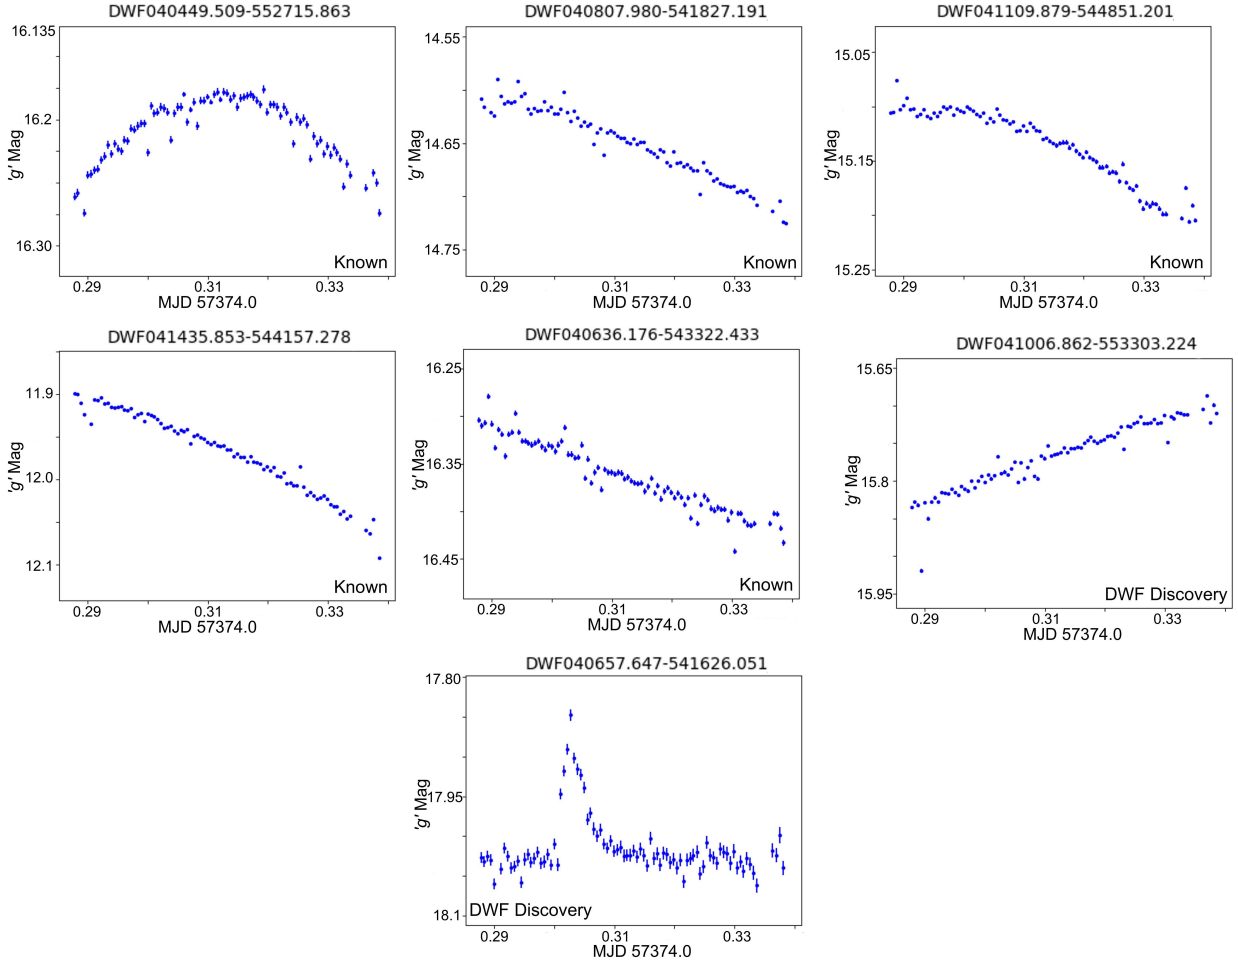 DWF040449.509-552715.863
16.135
16.2
16.30
'g' Mag
Known
0.29 0.31 0.33
MJD 57374.0
DWF040807.980-541827.191
14.55
14.65
14.75
'g' Mag
Known
0.29 0.31 0.33
MJD 57374.0
DWF041109.879-544851.201
15.05
15.15
15.25
'g' Mag
Known
0.29 0.31 0.33
MJD 57374.0
DWF041435.853-544157.278
11.9
12.0
12.1
'g' Mag
Known
0.29 0.31 0.33
MJD 57374.0
DWF040636.176-543322.433
16.25
16.35
16.45
'g' Mag
Known
0.29 0.31 0.33
MJD 57374.0
DWF041006.862-553303.224
15.65
15.8
15.95
'g' Mag
DWF Discovery
0.29 0.31 0.33
MJD 57374.0
DWF040657.647-541626.051
17.80
17.95
18.1
'g' Mag
DWF Discovery
0.29 0.31 0.33
MJD 57374.0